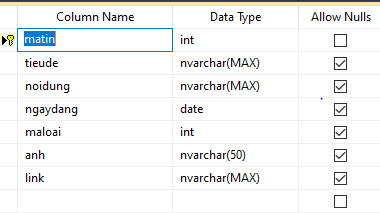 Column Name Data Type Allow Nulls
matin int
tieude nvarchar(MAX)
noidung nvarchar(MAX)
ngaydang date
maloai int
anh nvarchar(50)
link nvarchar(MAX)